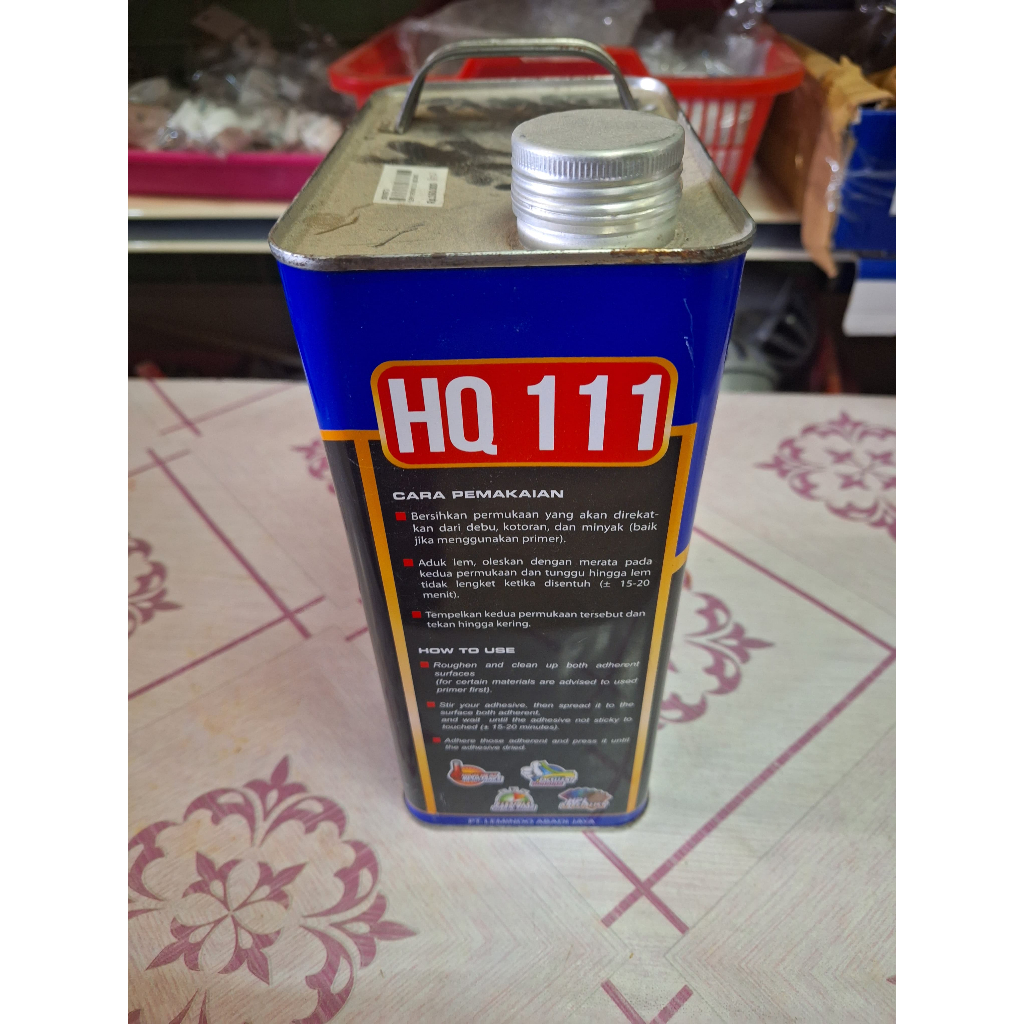 HQ 111
CARA PEMAKAIAN
Bersihkan permukaan yang akan direkat-
kan dari debu, kotoran, dan minyak (baik
jika menggunakan primer).
Aduk lem, oleskan dengan merata pada
kedua permukaan dan tunggu hingga lem
tidak lengket ketika disentuh (± 15-20
menit).
Tempelkan kedua permukaan tersebut dan
tekan hingga kering.
HOW TO USE
Roughen and clean up both adherent
surfaces
(for certain materials are advised to used
primer first).
Stir your adhesive, then spread it to the
surface both adherent,
and wait until the adhesive not sticky to
touched (± 15-20 minutes).
Adhere those adherent and press it until
the adhesive dried.
PT LEMINDO ABADI JAYA